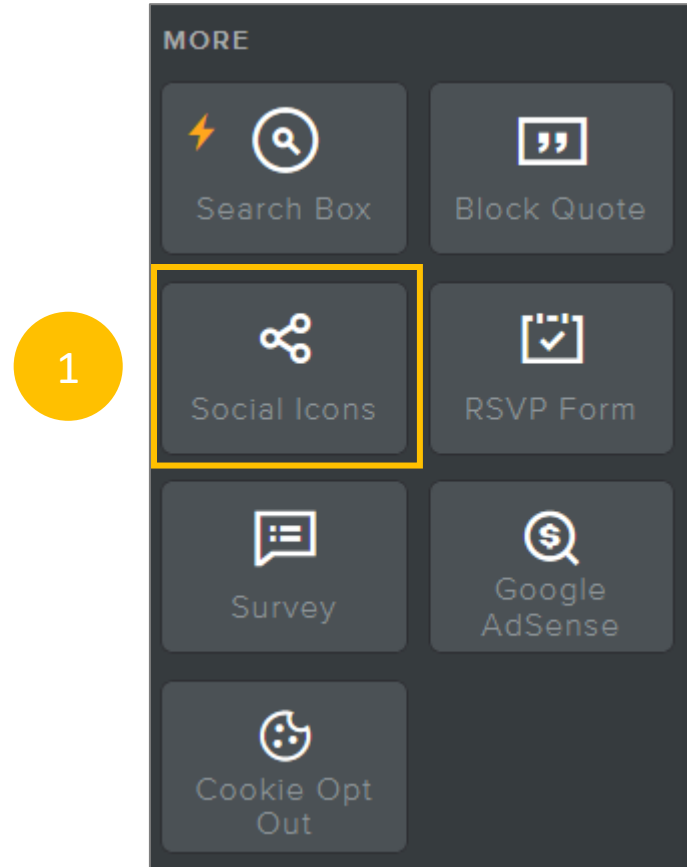 MORE
Search Box
Block Quote
1
Social Icons
RSVP Form
Survey
Google
AdSense
Cookie Opt
Out